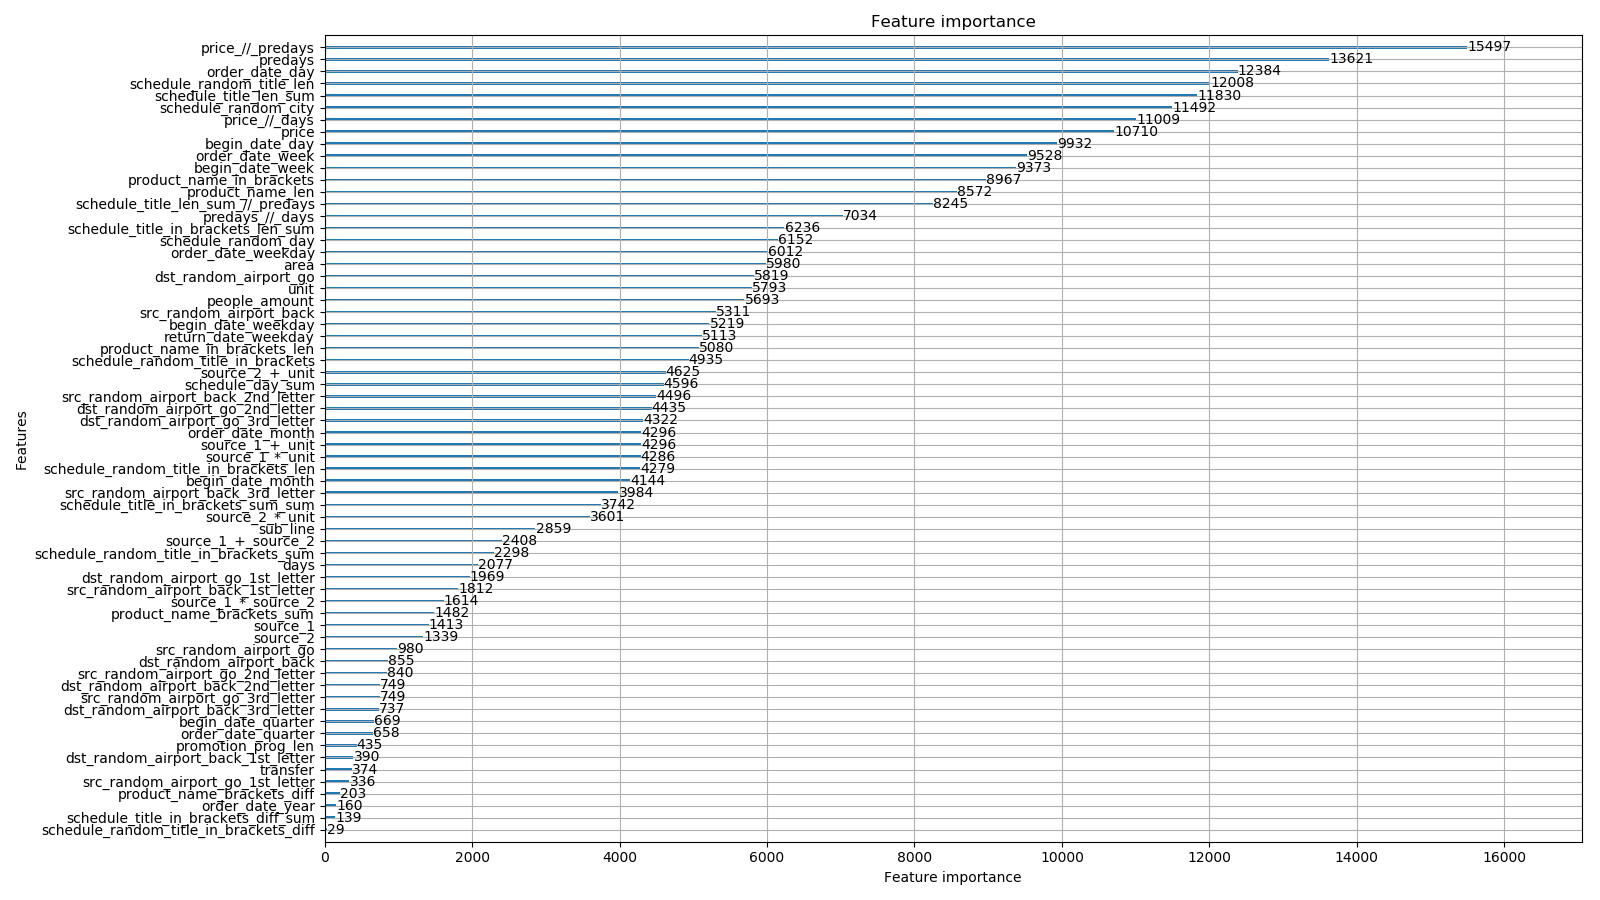 Feature importance
price_//_predays 15497
predays 13621
order_date_day 12384
schedule_random_title_len 12008
schedule_title_len_sum 11830
schedule_random_city 11492
price_//_days 11009
price 10710
begin_date_day 9932
order_date_week 9528
begin_date_week 9373
product_name_in_brackets 8967
product_name_len 8572
schedule_title_len_sum_//_predays 8245
predays_//_days 7034
schedule_title_in_brackets_len_sum 6236
schedule_random_day 6152
order_date_weekday 6012
area 5980
dst_random_airport_go 5819
unit 5793
people_amount 5693
src_random_airport_back 5311
begin_date_weekday 5219
return_date_weekday 5113
product_name_in_brackets_len 5080
schedule_random_title_in_brackets 4935
source_2_+_unit 4625
schedule_day_sum 4596
src_random_airport_back_2nd_letter 4496
dst_random_airport_go_2nd_letter 4435
dst_random_airport_go_3rd_letter 4322
order_date_month 4296
source_1_+_unit 4296
source_1_*_unit 4286
schedule_random_title_in_brackets_len 4279
begin_date_month 4144
src_random_airport_back_3rd_letter 3984
schedule_title_in_brackets_sum_sum 3742
source_2_*_unit 3601
sub_line 2859
source_1_+_source_2 2408
schedule_random_title_in_brackets_sum 2298
days 2077
dst_random_airport_go_1st_letter 1969
src_random_airport_back_1st_letter 1812
source_1_*_source_2 1614
product_name_brackets_sum 1482
source_1 1413
source_2 1339
src_random_airport_go 980
dst_random_airport_back 855
src_random_airport_go_2nd_letter 840
dst_random_airport_back_2nd_letter 749
src_random_airport_go_3rd_letter 749
dst_random_airport_back_3rd_letter 737
begin_date_quarter 669
order_date_quarter 658
promotion_prog_len 435
dst_random_airport_back_1st_letter 390
transfer 374
src_random_airport_go_1st_letter 336
product_name_brackets_diff 203
order_date_year 160
schedule_title_in_brackets_diff_sum 139
schedule_random_title_in_brackets_diff 29
Features
0 2000 4000 6000 8000 10000 12000 14000 16000
Feature importance